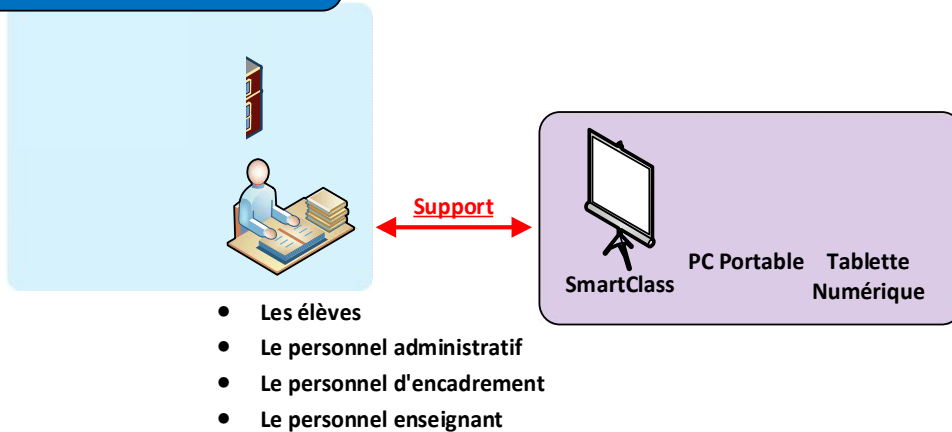 Support
SmartClass
PC Portable
Tablette
Numérique
• Les élèves
• Le personnel administratif
• Le personnel d'encadrement
• Le personnel enseignant